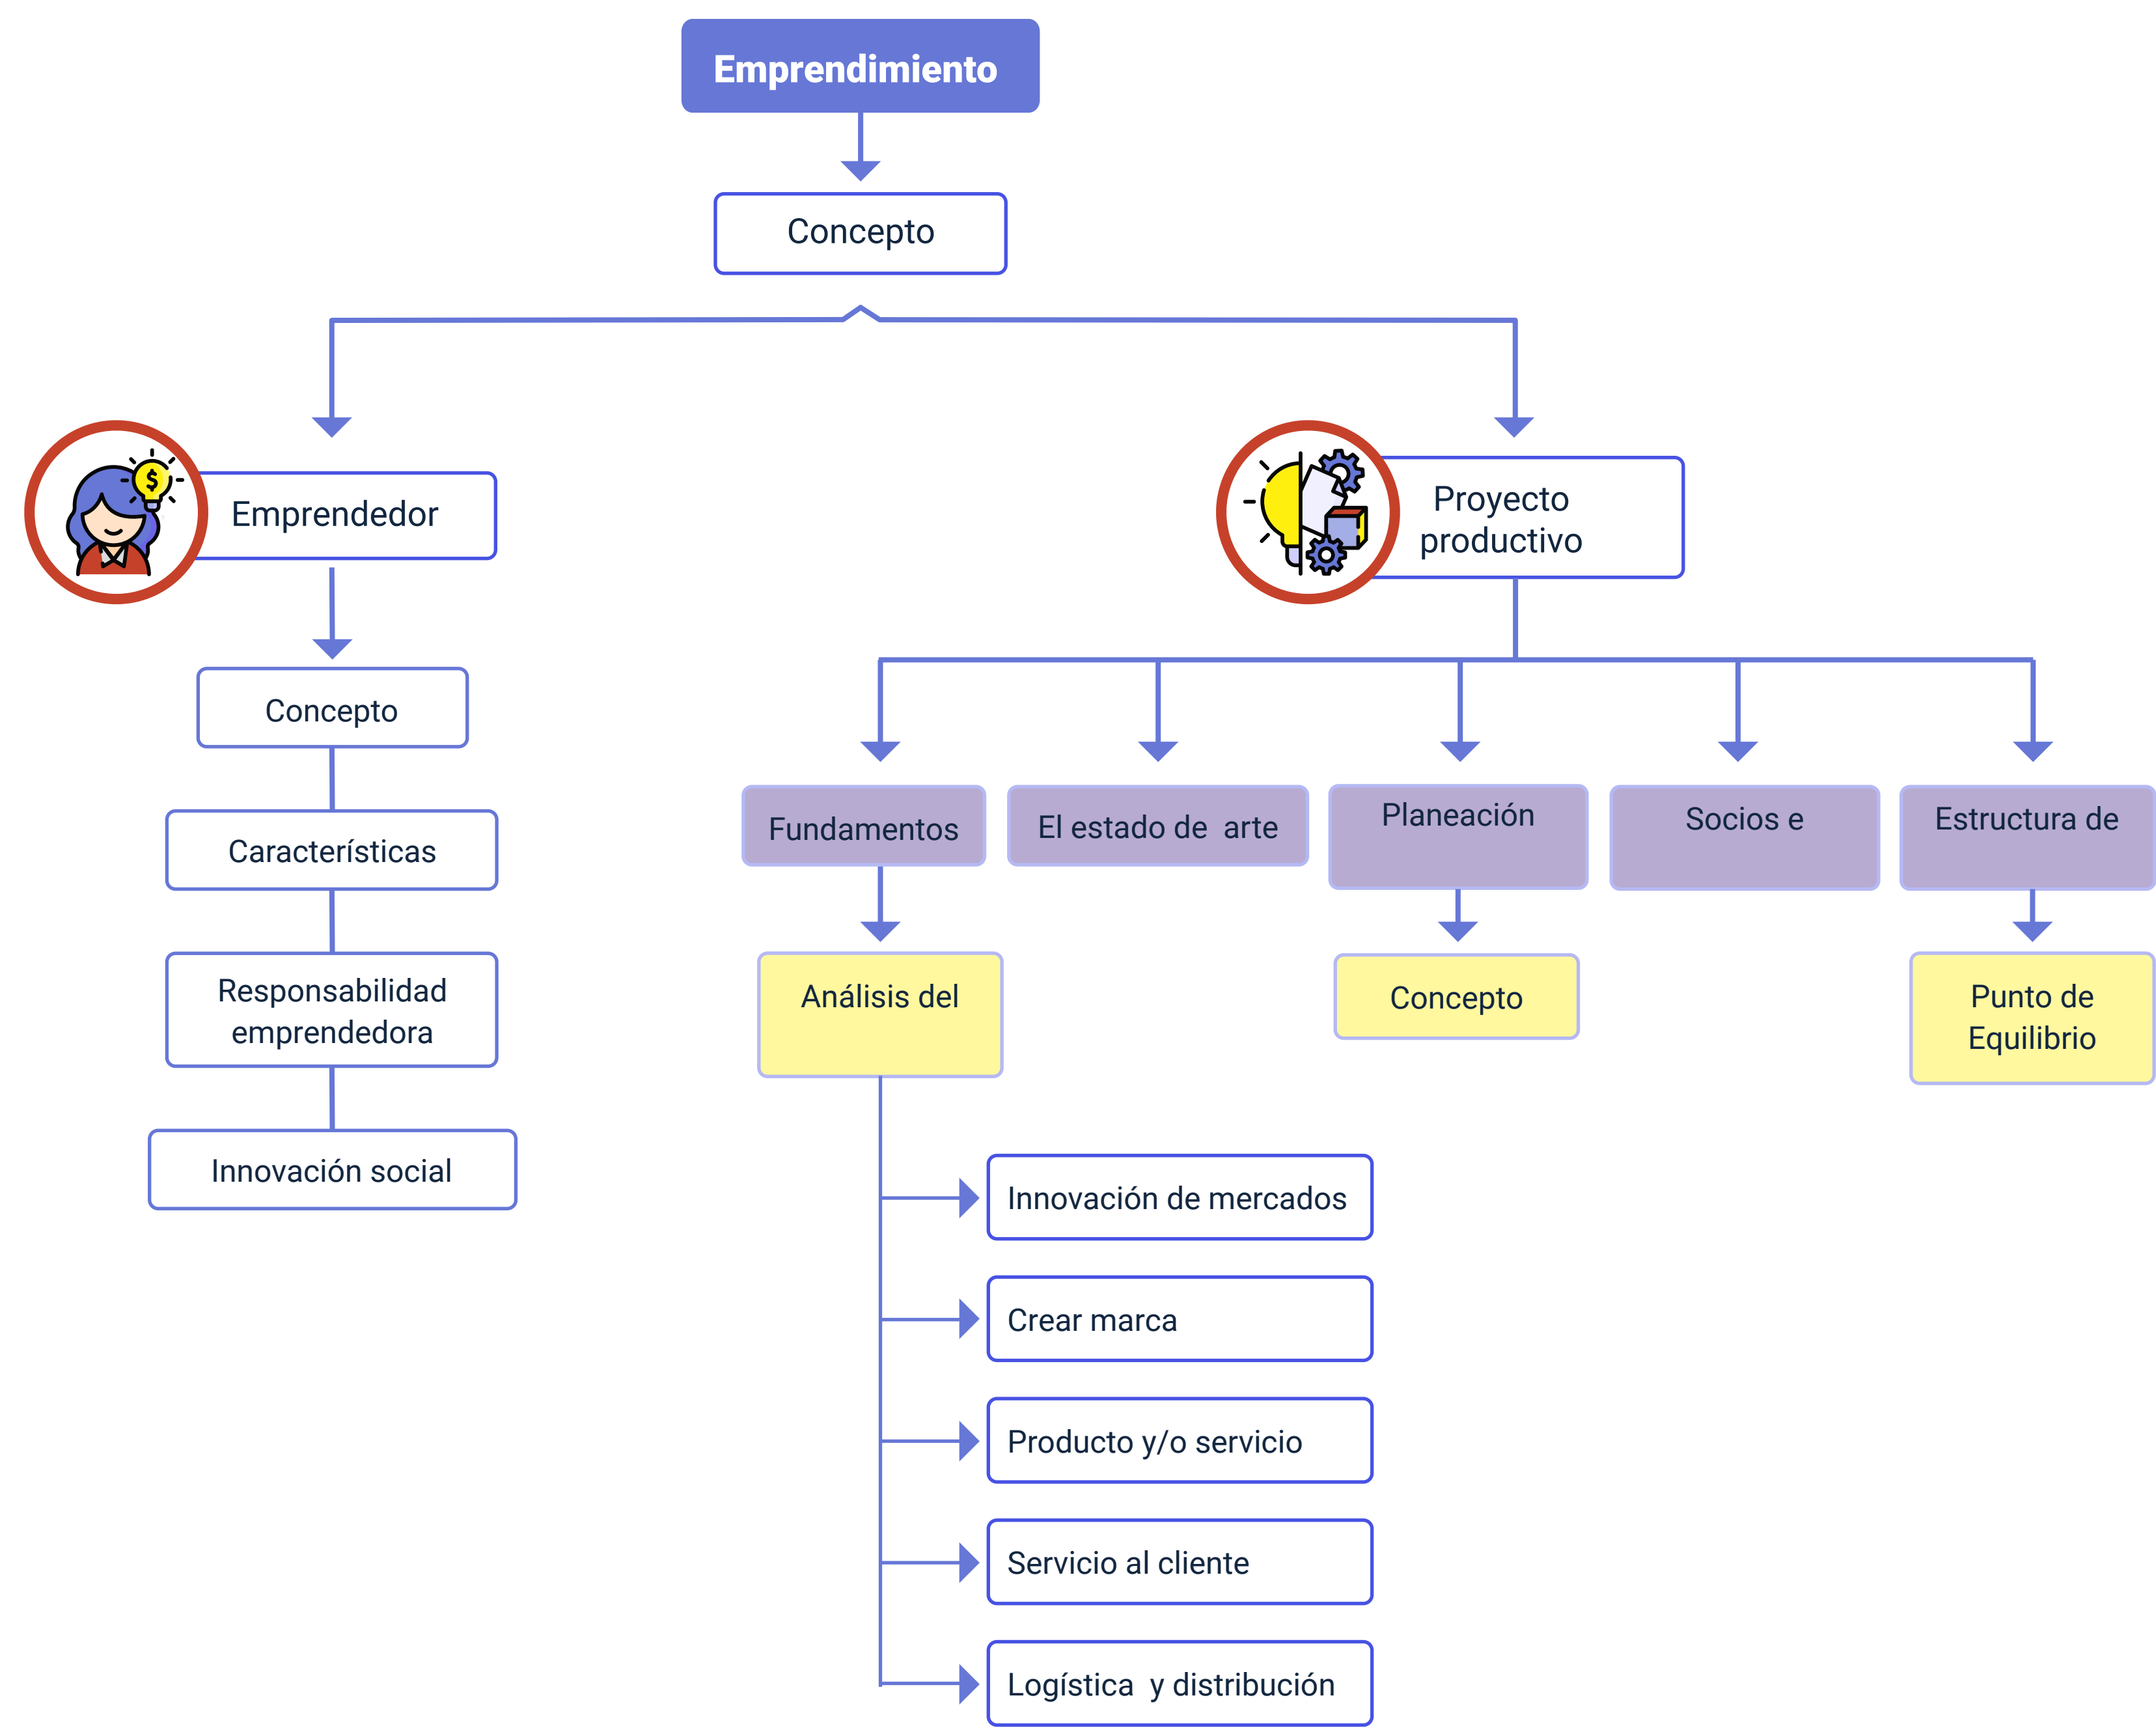 Emprendimiento
Concepto
Emprendedor
Concepto
Características
Responsabilidad
emprendedora
Innovación social
Proyecto
productivo
Fundamentos
El estado de  arte
Planeación
Socios e
Estructura de
Análisis del
Concepto
Punto de
Equilibrio
Innovación de mercados
Crear marca
Producto y/o servicio
Servicio al cliente
Logística  y distribución